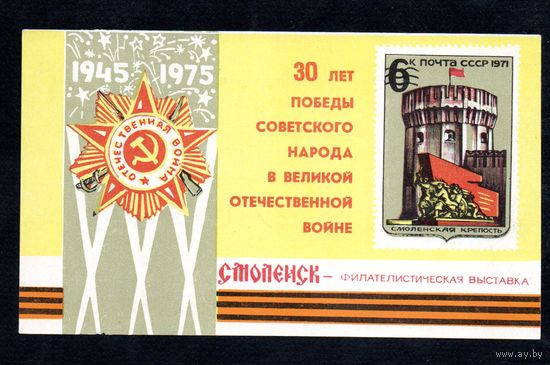 1945 1975
ОТЕЧЕСТВЕННАЯ ВОЙНА
30 ЛЕТ
ПОБЕДЫ
СОВЕТСКОГО
НАРОДА
В ВЕЛИКОЙ
ОТЕЧЕСТВЕННОЙ
ВОЙНЕ
6 К ПОЧТА СССР 1971
СМОЛЕНСКАЯ КРЕПОСТЬ
СМОЛЕНСК — ФИЛАТЕЛИСТИЧЕСКАЯ ВЫСТАВКА
www.ay.by